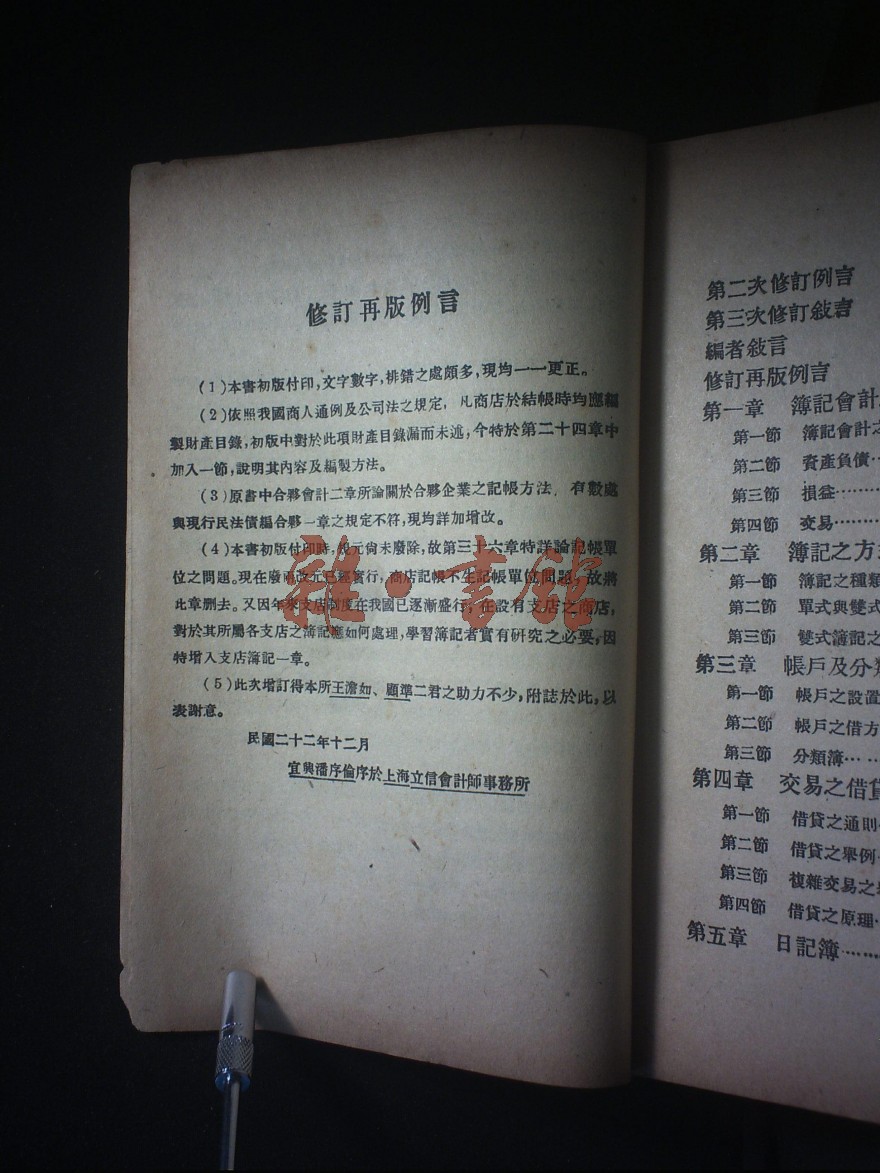 修訂再版例言
(1)本書初版付印,文字數字,排錯之處頗多,現均一一更正。
(2)依照我國商人通例及公司法之規定,凡商店於結帳時均應編
製財產目錄,初版中對於此項財產目錄漏而未述,今特於第二十四章中
加入一節,說明其內容及編製方法。
(3)原書中合夥會計二章所論關於合夥企業之記帳方法,有數處
與現行民法債編合夥一章之規定不符,現均詳加增改。
(4)本書初版付印時,規元尙未廢除,故第三十六章特詳論記帳單
位之問題。現在廢兩改元已經實行,商店記帳不生記帳單位問題,故將
此章删去。又因年來支店制度在我國已逐漸盛行,在設有支店之商店,
對於其所屬各支店之簿記應如何處理,學習簿記者實有研究之必要,因
特增入支店簿記一章。
(5)此次增訂得本所王澹如、顧準二君之助力不少,附誌於此,以
表謝意。
民國二十二年十二月
宜興潘序倫序於上海立信會計師事務所
雜·書館
第二次修訂例言
第三次修訂敍言
編者敍言
修訂再版例言
第一章 簿記會計
第一節 簿記會計之
第二節 資產負債…
第三節 損益………
第四節 交易………
第二章 簿記之方
第一節 簿記之種類
第二節 單式與雙式
第三節 雙式簿記之
第三章 帳戶及分類
第一節 帳戶之設置
第二節 帳戶之借方
第三節 分類簿……
第四章 交易之借貸
第一節 借貸之通則
第二節 借貸之舉例
第三節 複雜交易之
第四節 借貸之原理
第五章 日記簿……